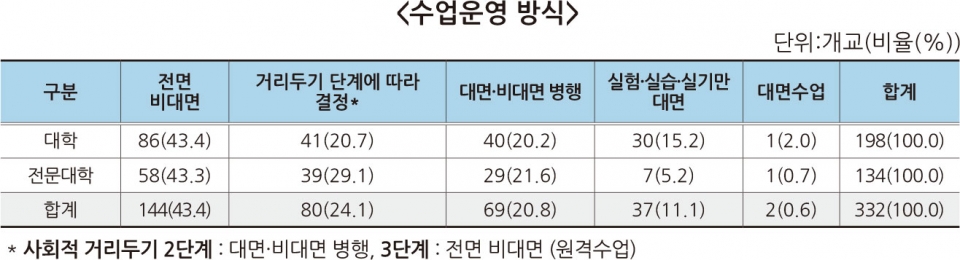 <수업운영 방식>
단위:개교(비율(%))
구분 전면 비대면 거리두기 단계에 따라 결정* 대면·비대면 병행 실험·실습·실기만 대면 대면수업 합계
대학 86(43.4) 41(20.7) 40(20.2) 30(15.2) 1(2.0) 198(100.0)
전문대학 58(43.3) 39(29.1) 29(21.6) 7(5.2) 1(0.7) 134(100.0)
합계 144(43.4) 80(24.1) 69(20.8) 37(11.1) 2(0.6) 332(100.0)
* 사회적 거리두기 2단계 : 대면·비대면 병행, 3단계 : 전면 비대면 (원격수업)